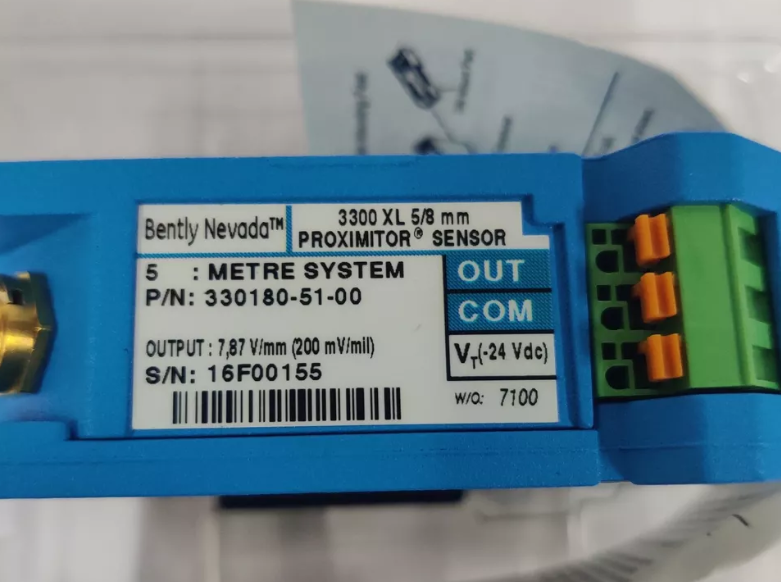 Bently Nevada™
3300 XL 5/8 mm
PROXIMITOR® SENSOR
5 : METRE SYSTEM
P/N: 330180-51-00
OUTPUT : 7,87 V/mm (200 mV/mil)
S/N: 16F00155
OUT
COM
VT(-24 Vdc)
W/O: 7100